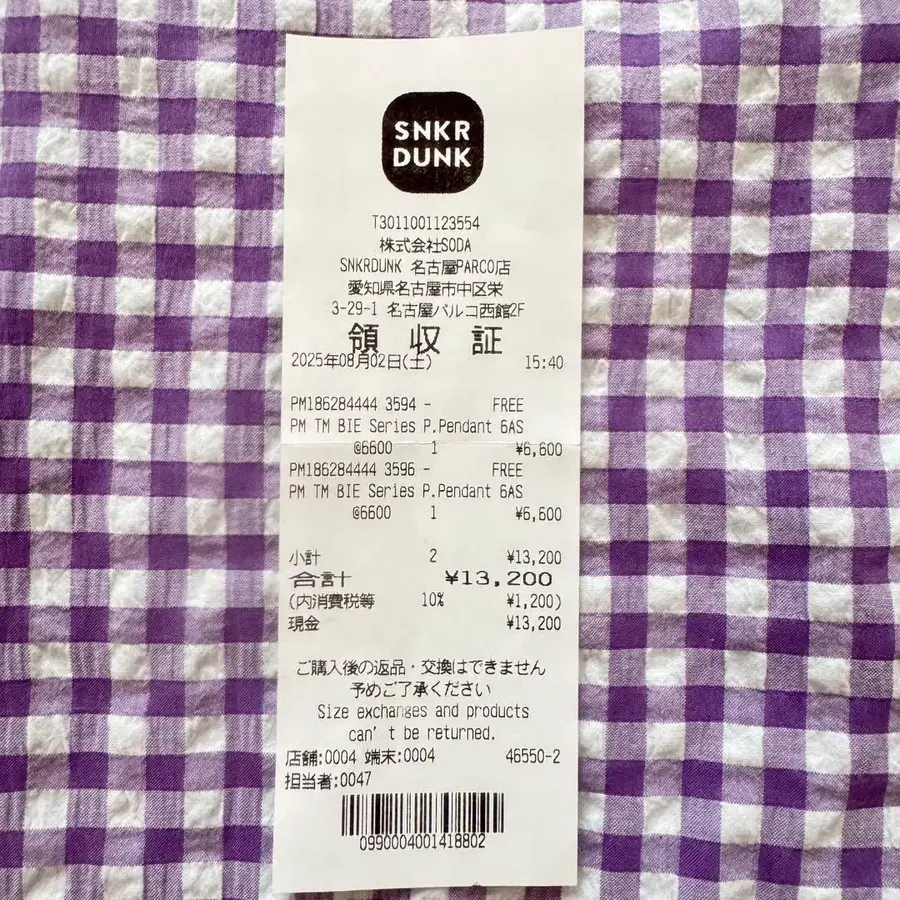 SNKR
DUNK
T3011001123554
株式会社SODA
SNKRDUNK 名古屋PARCO店
愛知県名古屋市中区栄
3-29-1 名古屋パルコ西館2F
領 収 証
2025年08月02日(土) 15:40
PM186284444 3594 - FREE
PM TM BIE Series P.Pendant 6AS
@6600 1 ¥6,600
PM186284444 3596 - FREE
PM TM BIE Series P.Pendant 6AS
@6600 1 ¥6,600
小計 2 ¥13,200
合計 ¥13,200
(内消費税等 10% ¥1,200)
現金 ¥13,200
ご購入後の返品・交換はできません
予めご了承ください
Size exchanges and products
can't be returned.
店舗:0004 端末:0004 46550-2
担当者:0047
0990004001418802